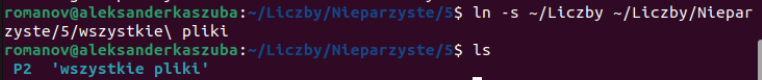 romanov@aleksanderkaszuba:~/Liczby/Nieparzyste/5$ ln -s ~/Liczby ~/Liczby/Niepar
zyste/5/wszystkie\ pliki
romanov@aleksanderkaszuba:~/Liczby/Nieparzyste/5$ ls
P2  'wszystkie pliki'